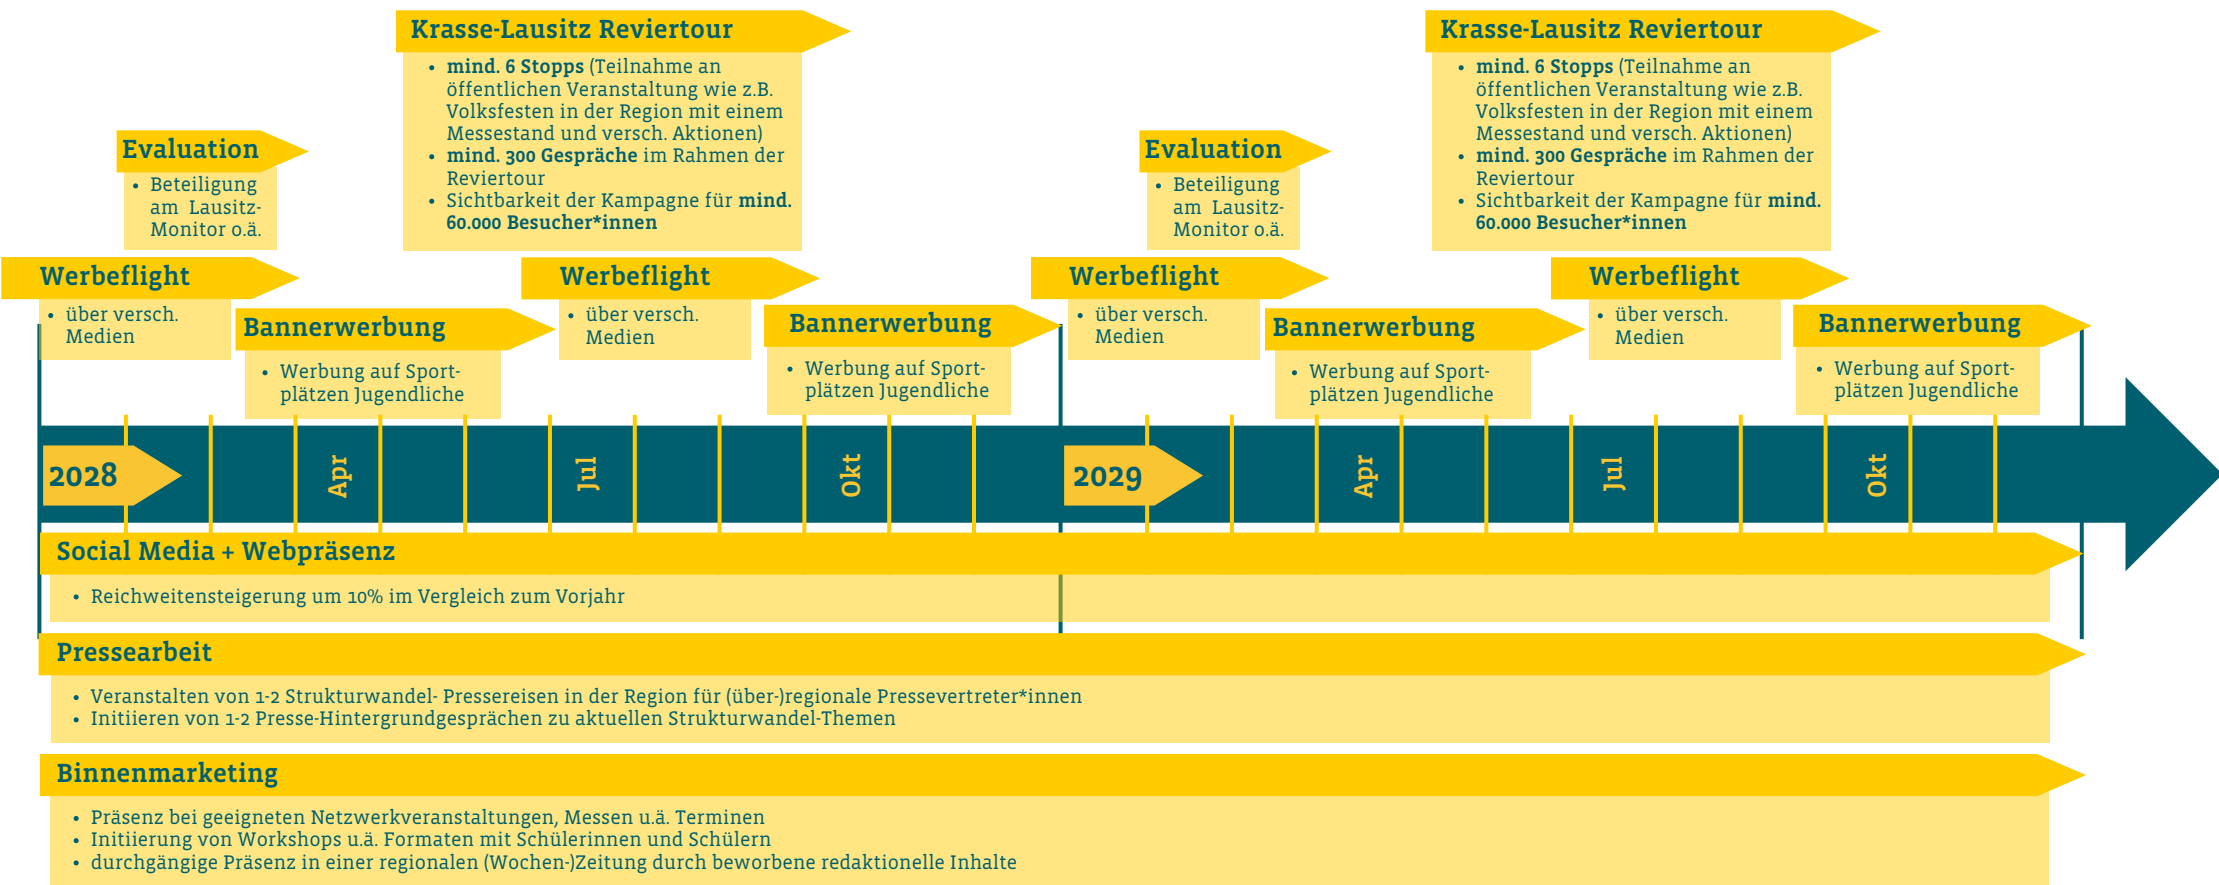 Krasse-Lausitz Reviertour
• mind. 6 Stopps (Teilnahme an
öffentlichen Veranstaltung wie z.B.
Volksfesten in der Region mit einem
Messestand und versch. Aktionen)
• mind. 300 Gespräche im Rahmen der
Reviertour
• Sichtbarkeit der Kampagne für mind.
60.000 Besucher*innen
Krasse-Lausitz Reviertour
• mind. 6 Stopps (Teilnahme an
öffentlichen Veranstaltung wie z.B.
Volksfesten in der Region mit einem
Messestand und versch. Aktionen)
• mind. 300 Gespräche im Rahmen der
Reviertour
• Sichtbarkeit der Kampagne für mind.
60.000 Besucher*innen
Evaluation
• Beteiligung
am Lausitz-
Monitor o.ä.
Evaluation
• Beteiligung
am Lausitz-
Monitor o.ä.
Werbeflight
• über versch.
Medien
Bannerwerbung
• Werbung auf Sport-
plätzen Jugendliche
Werbeflight
• über versch.
Medien
Bannerwerbung
• Werbung auf Sport-
plätzen Jugendliche
Werbeflight
• über versch.
Medien
Bannerwerbung
• Werbung auf Sport-
plätzen Jugendliche
Werbeflight
• über versch.
Medien
Bannerwerbung
• Werbung auf Sport-
plätzen Jugendliche
2028
Apr
Jul
Okt
2029
Apr
Jul
Okt
Social Media + Webpräsenz
• Reichweitensteigerung um 10% im Vergleich zum Vorjahr
Pressearbeit
• Veranstalten von 1-2 Strukturwandel- Pressereisen in der Region für (über-)regionale Pressevertreter*innen
• Initiieren von 1-2 Presse-Hintergrundgesprächen zu aktuellen Strukturwandel-Themen
Binnenmarketing
• Präsenz bei geeigneten Netzwerkveranstaltungen, Messen u.ä. Terminen
• Initiierung von Workshops u.ä. Formaten mit Schülerinnen und Schülern
• durchgängige Präsenz in einer regionalen (Wochen-)Zeitung durch beworbene redaktionelle Inhalte